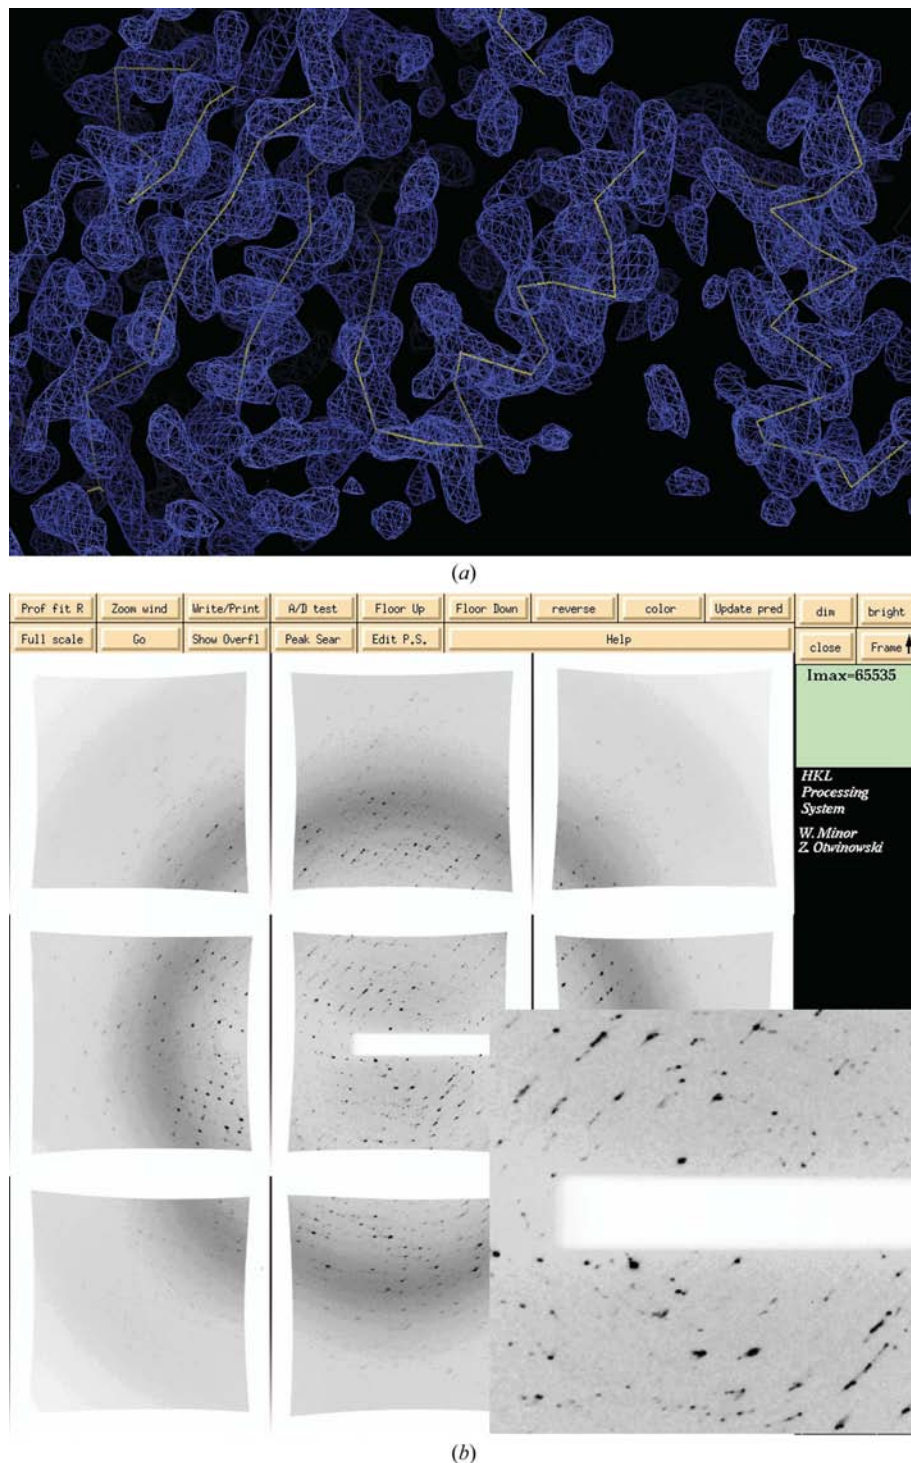 (a)
Prof fit R Zoom wind Write/Print A/D test Floor Up Floor Down reverse color Update pred dim bright
Full scale Go Show Overfl Peak Sear Edit P.S. Help close Frame
Imax=65535
HKL
Processing
System
W. Minor
Z. Otwinowski
(b)